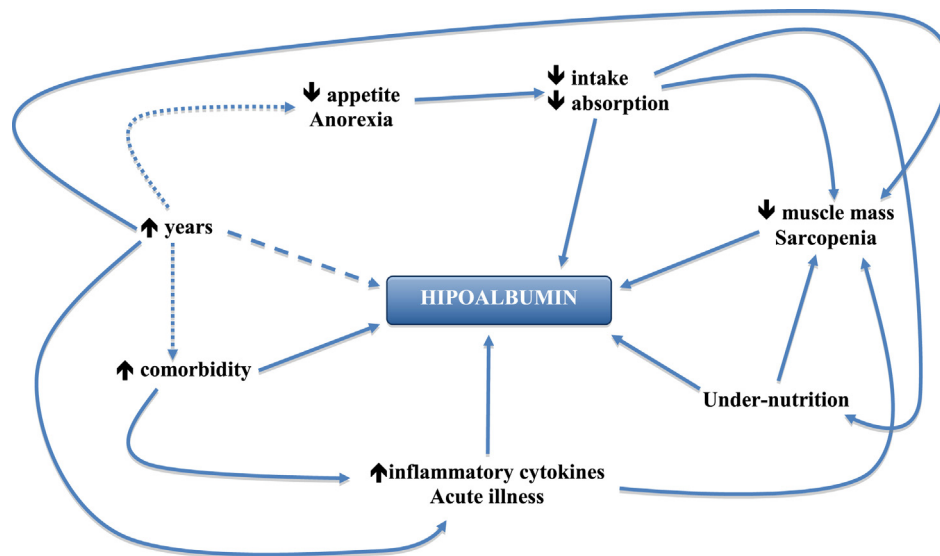 ↓ appetite
Anorexia
↓ intake
↓ absorption
↑ years
↓ muscle mass
Sarcopenia
HIPOALBUMIN
↑ comorbidity
Under-nutrition
↑inflammatory cytokines
Acute illness